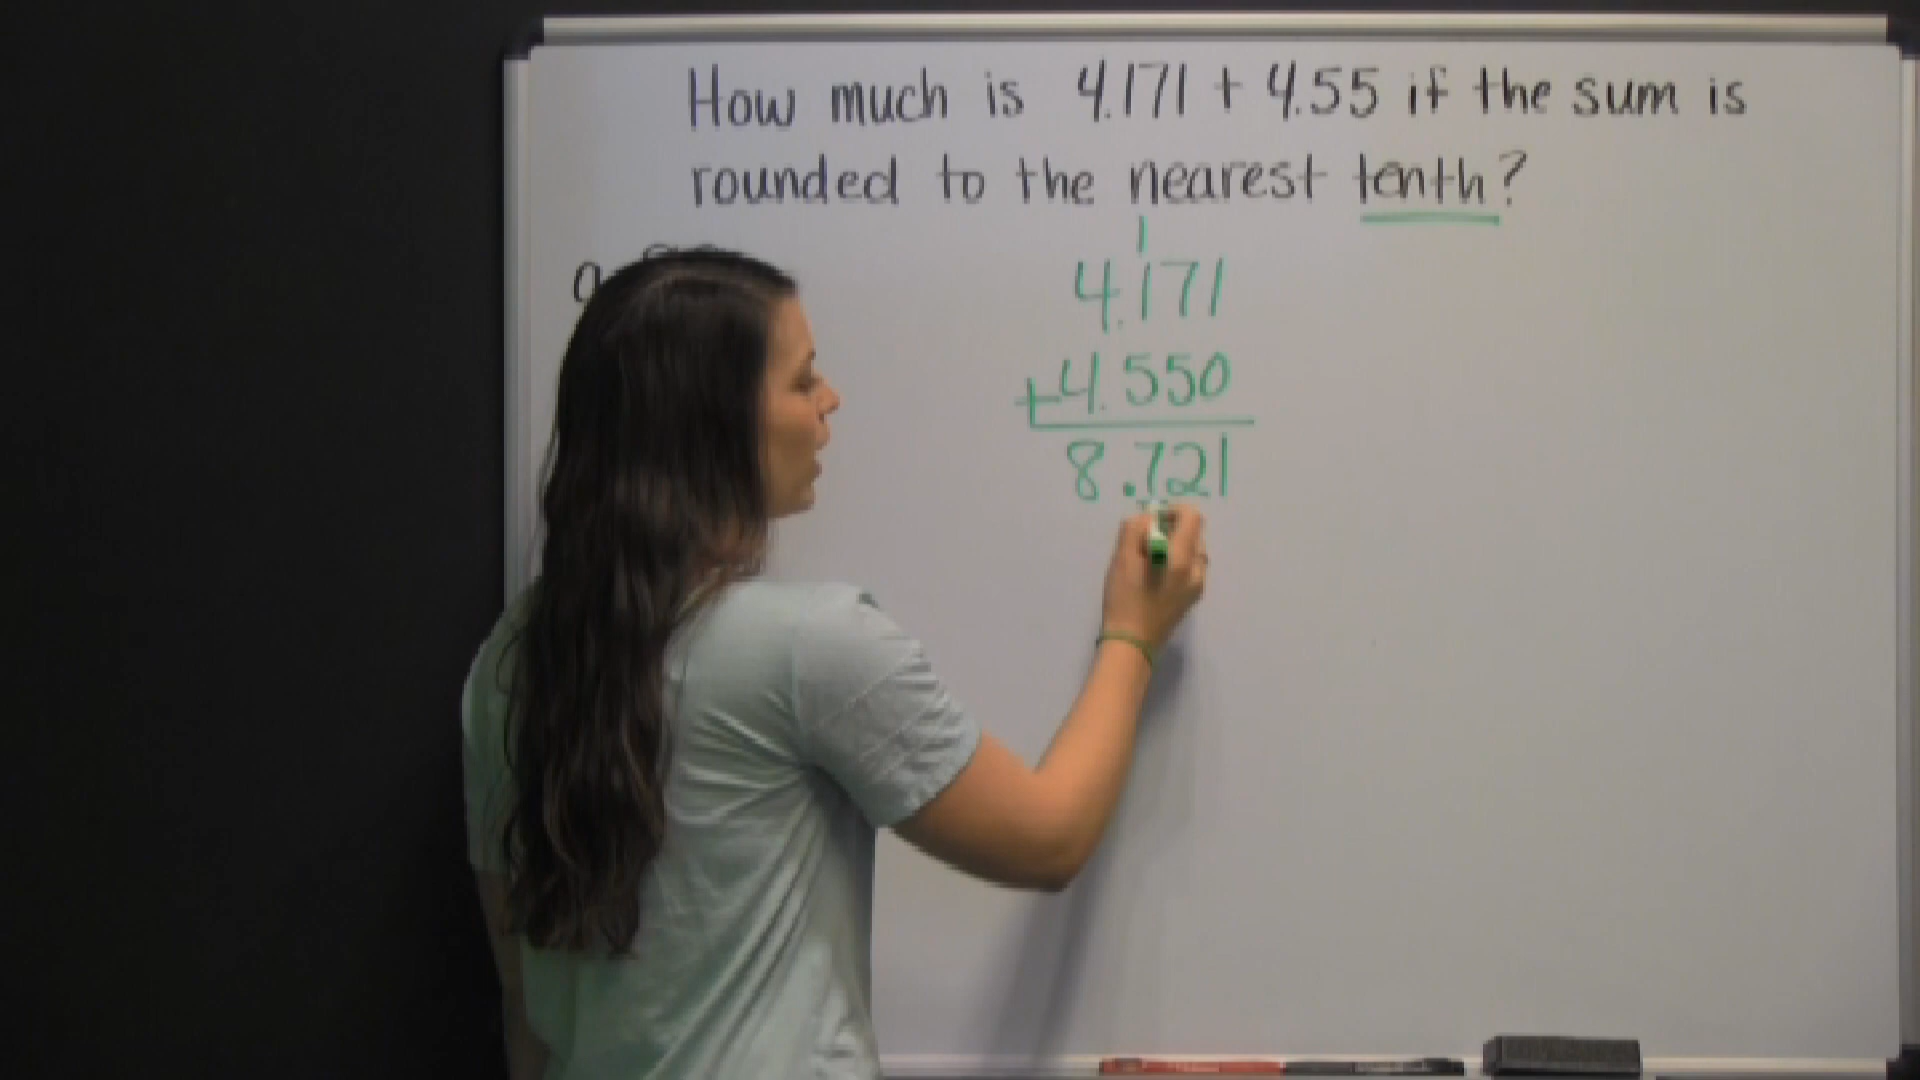 How much is 4.171 + 4.55 if the sum is
rounded to the nearest tenth?
1
4.171
+4.550
8.721